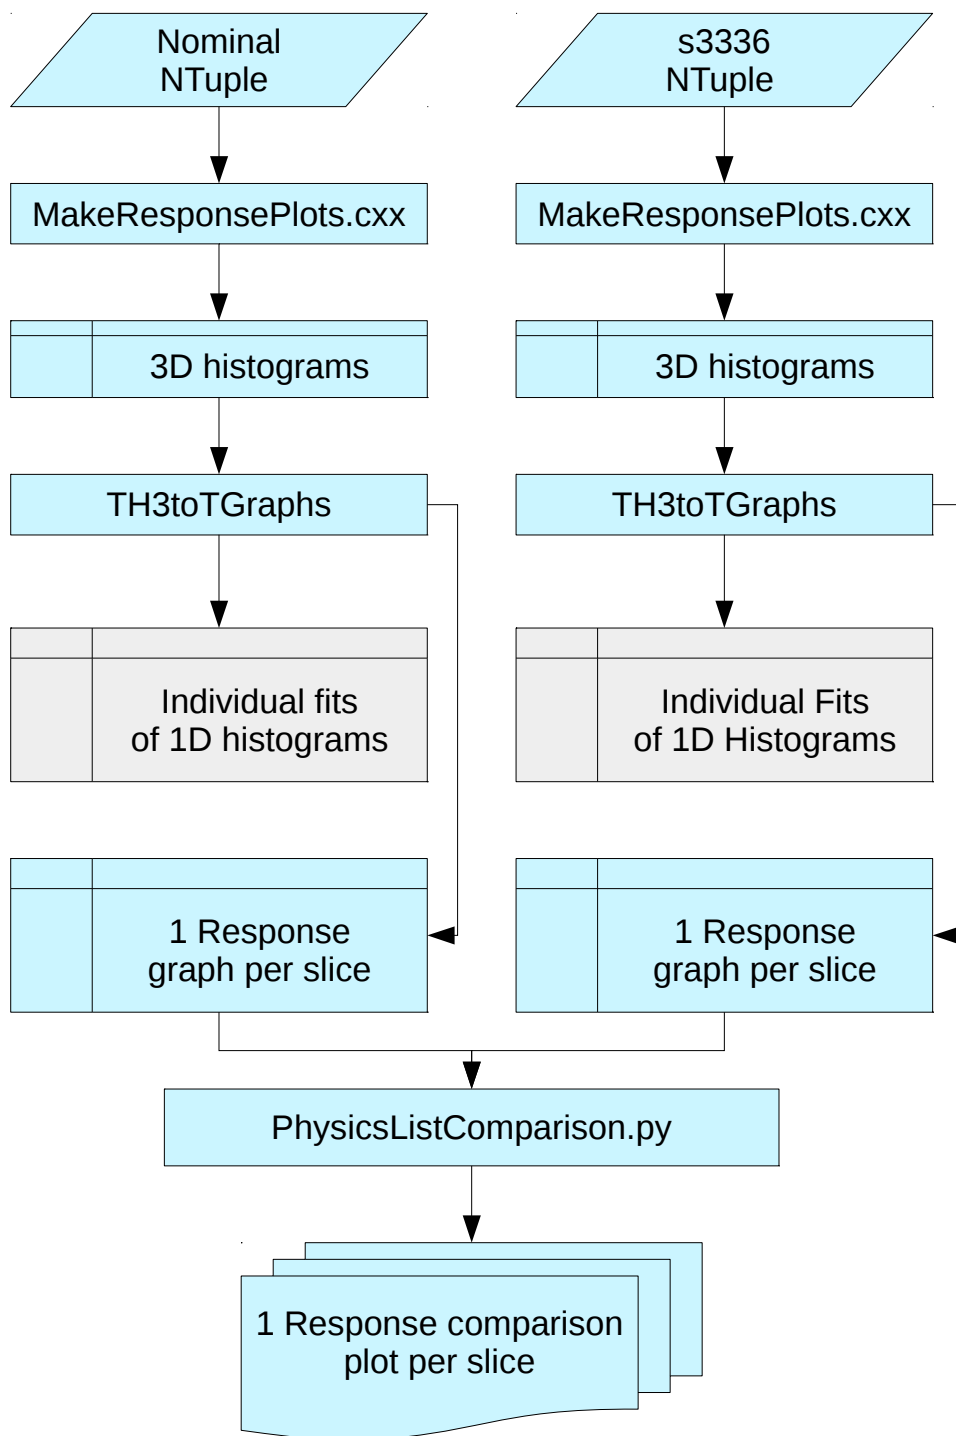 Nominal
NTuple
s3336
NTuple
MakeResponsePlots.cxx
MakeResponsePlots.cxx
3D histograms
3D histograms
TH3toTGraphs
TH3toTGraphs
Individual fits
of 1D histograms
Individual Fits
of 1D Histograms
1 Response
graph per slice
1 Response
graph per slice
PhysicsListComparison.py
1 Response comparison
plot per slice